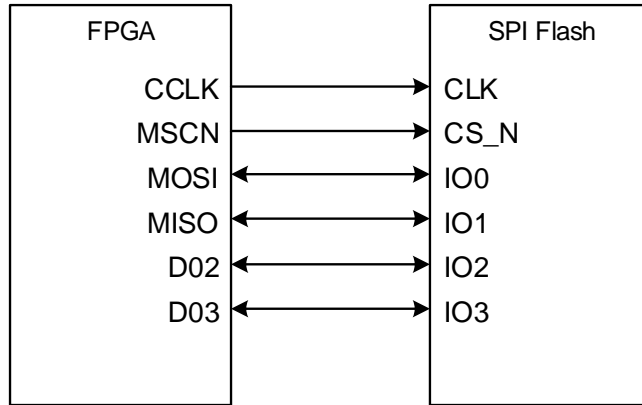 FPGA SPI Flash
CCLK CLK
MSCN CS_N
MOSI IO0
MISO IO1
D02 IO2
D03 IO3